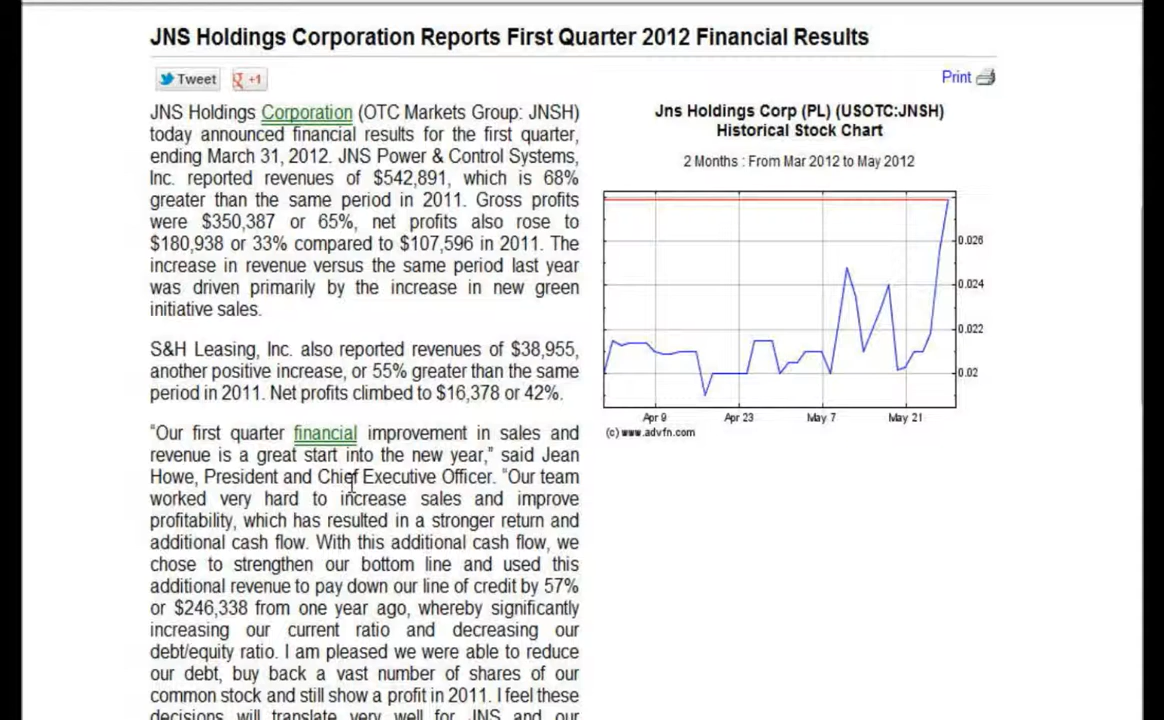 JNS Holdings Corporation Reports First Quarter 2012 Financial Results
Tweet
+1
Print
JNS Holdings Corporation (OTC Markets Group: JNSH)
today announced financial results for the first quarter,
ending March 31, 2012. JNS Power & Control Systems,
Inc. reported revenues of $542,891, which is 68%
greater than the same period in 2011. Gross profits
were $350,387 or 65%, net profits also rose to
$180,938 or 33% compared to $107,596 in 2011. The
increase in revenue versus the same period last year
was driven primarily by the increase in new green
initiative sales.
S&H Leasing, Inc. also reported revenues of $38,955,
another positive increase, or 55% greater than the same
period in 2011. Net profits climbed to $16,378 or 42%.
“Our first quarter financial improvement in sales and
revenue is a great start into the new year,” said Jean
Howe, President and Chief Executive Officer. “Our team
worked very hard to increase sales and improve
profitability, which has resulted in a stronger return and
additional cash flow. With this additional cash flow, we
chose to strengthen our bottom line and used this
additional revenue to pay down our line of credit by 57%
or $246,338 from one year ago, whereby significantly
increasing our current ratio and decreasing our
debt/equity ratio. I am pleased we were able to reduce
our debt, buy back a vast number of shares of our
common stock and still show a profit in 2011. I feel these
decisions will translate very well for JNS and our
Jns Holdings Corp (PL) (USOTC:JNSH)
Historical Stock Chart
2 Months : From Mar 2012 to May 2012
0.026
0.024
0.022
0.02
Apr 9 Apr 23 May 7 May 21
(c) www.advfn.com